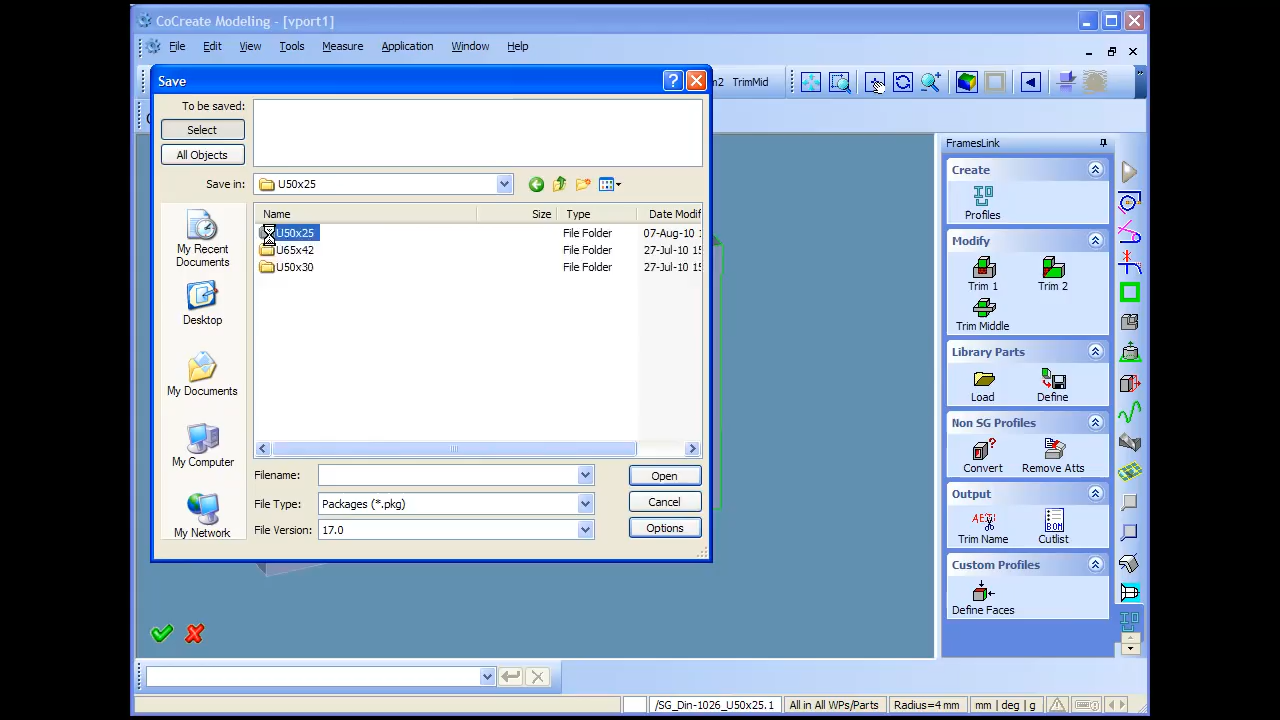 CoCreate Modeling - [vport1]
File Edit View Tools Measure Application Window Help
Save
TrimMid
To be saved:
Select
All Objects
Save in: U50x25
Name Size Type Date Modif
U50x25 File Folder 07-Aug-10
U65x42 File Folder 27-Jul-10 15
U50x30 File Folder 27-Jul-10 15
My Recent
Documents
Desktop
My Documents
My Computer
My Network
Filename: Open
File Type: Packages (*.pkg) Cancel
File Version: 17.0 Options
FramesLink
Create
Profiles
Modify
Trim 1 Trim 2
Trim Middle
Library Parts
Load Define
Non SG Profiles
Convert Remove Atts
Output
Trim Name Cutlist
Custom Profiles
Define Faces
/SG_Din-1026_U50x25.1 All in All WPs/Parts Radius=4 mm mm | deg | g